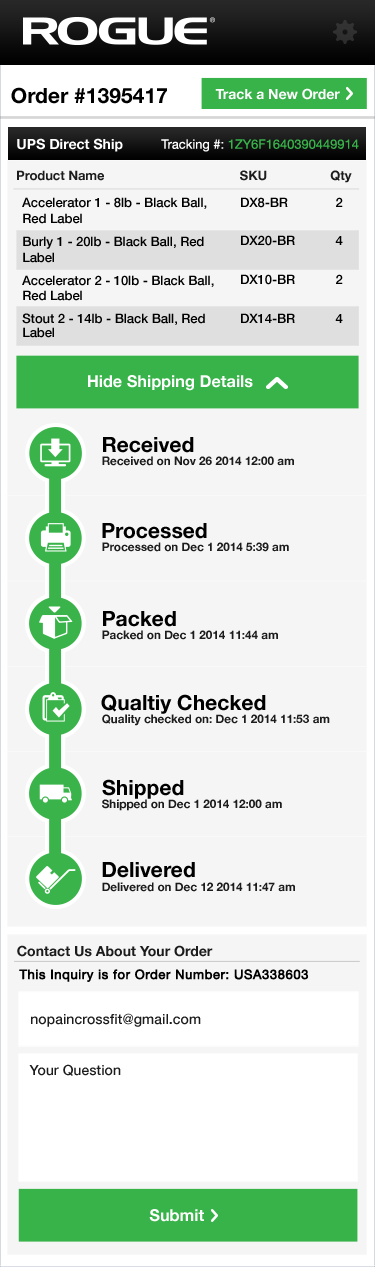 ROGUE®
Order #1395417
Track a New Order
UPS Direct Ship Tracking #: 1ZY6F1640390449914
Product Name SKU Qty
Accelerator 1 - 8lb - Black Ball, DX8-BR 2
Red Label
Burly 1 - 20lb - Black Ball, Red DX20-BR 4
Label
Accelerator 2 - 10lb - Black Ball, DX10-BR 2
Red Label
Stout 2 - 14lb - Black Ball, Red DX14-BR 4
Label
Hide Shipping Details
Received
Received on Nov 26 2014 12:00 am
Processed
Processed on Dec 1 2014 5:39 am
Packed
Packed on Dec 1 2014 11:44 am
Qualtiy Checked
Quality checked on: Dec 1 2014 11:53 am
Shipped
Shipped on Dec 1 2014 12:00 am
Delivered
Delivered on Dec 12 2014 11:47 am
Contact Us About Your Order
This Inquiry is for Order Number: USA338603
nopaincrossfit@gmail.com
Your Question
Submit